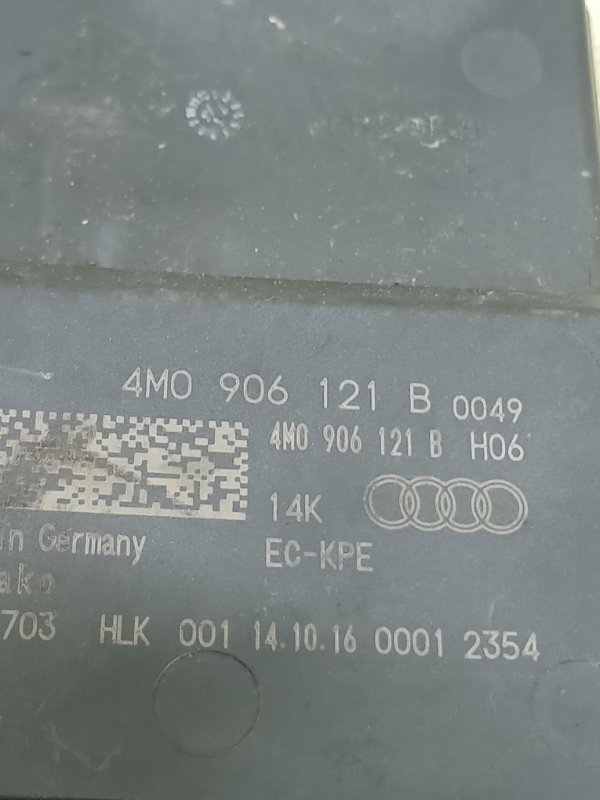 4M0 906 121 B 0049
4M0 906 121 B H06
14K
EC-KPE
in Germany
ako
703 HLK 001 14.10.16 0001 2354